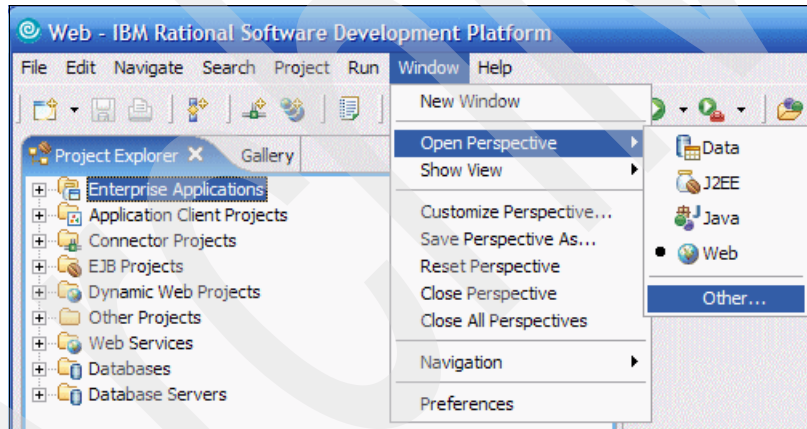 Web - IBM Rational Software Development Platform
File Edit Navigate Search Project Run Window Help
Project Explorer Gallery
Enterprise Applications
Application Client Projects
Connector Projects
EJB Projects
Dynamic Web Projects
Other Projects
Web Services
Databases
Database Servers
New Window
Open Perspective
Show View
Customize Perspective...
Save Perspective As...
Reset Perspective
Close Perspective
Close All Perspectives
Navigation
Preferences
Data
J2EE
Java
Web
Other...